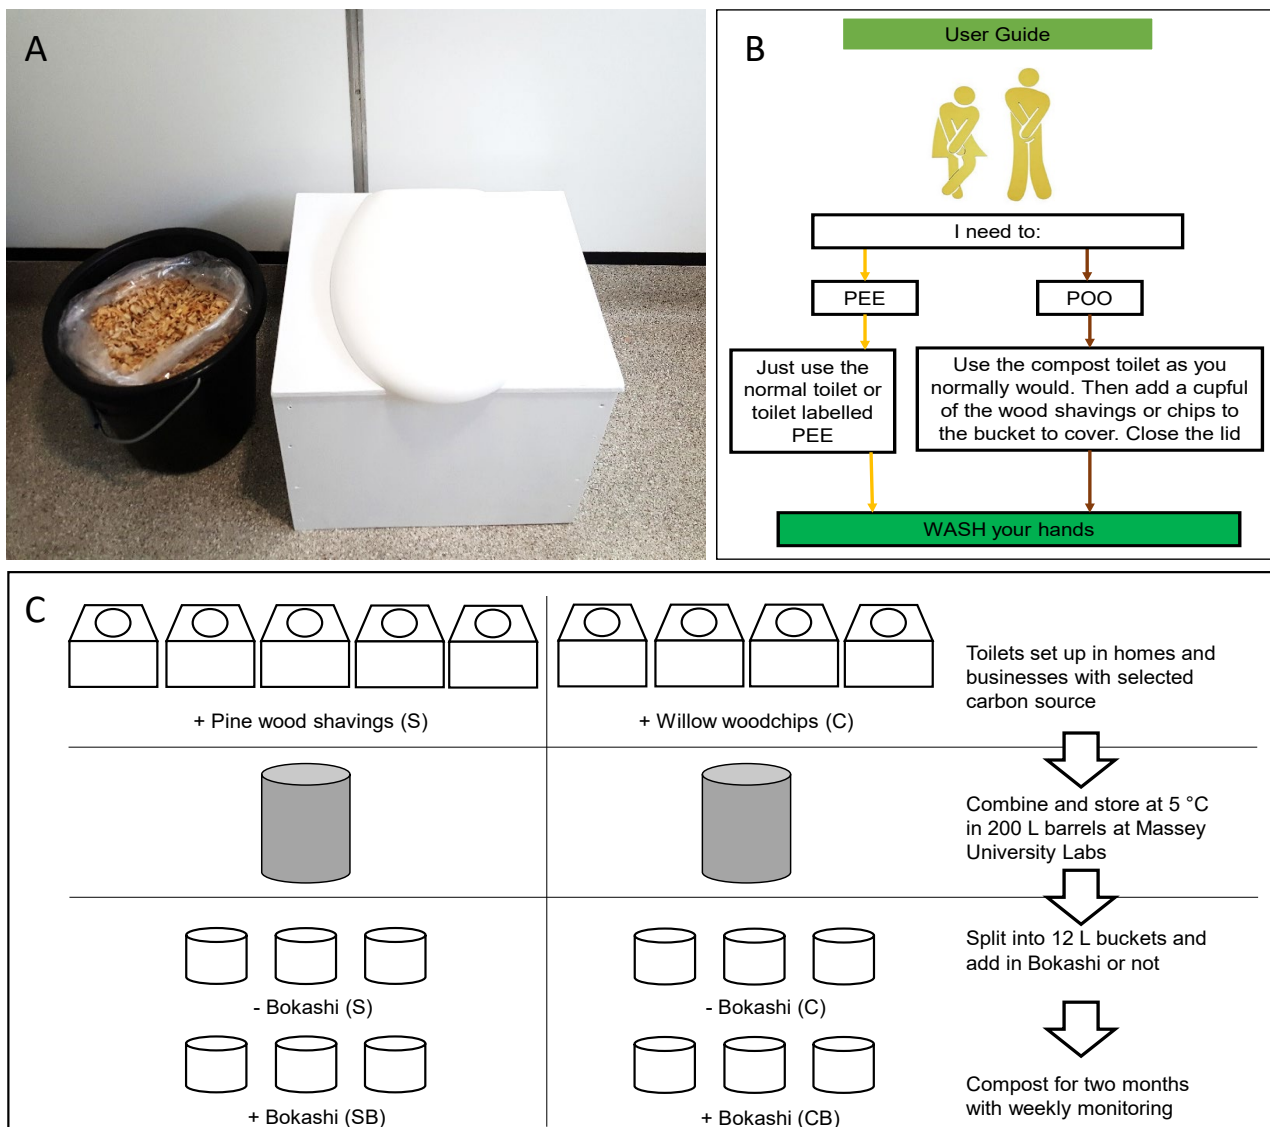 A
B
User Guide
I need to:
PEE
POO
Just use the
normal toilet or
toilet labelled
PEE
Use the compost toilet as you
normally would. Then add a cupful
of the wood shavings or chips to
the bucket to cover. Close the lid
WASH your hands
C
+ Pine wood shavings (S)
+ Willow woodchips (C)
Toilets set up in homes and
businesses with selected
carbon source
Combine and store at 5 °C
in 200 L barrels at Massey
University Labs
- Bokashi (S)
- Bokashi (C)
Split into 12 L buckets and
add in Bokashi or not
+ Bokashi (SB)
+ Bokashi (CB)
Compost for two months
with weekly monitoring